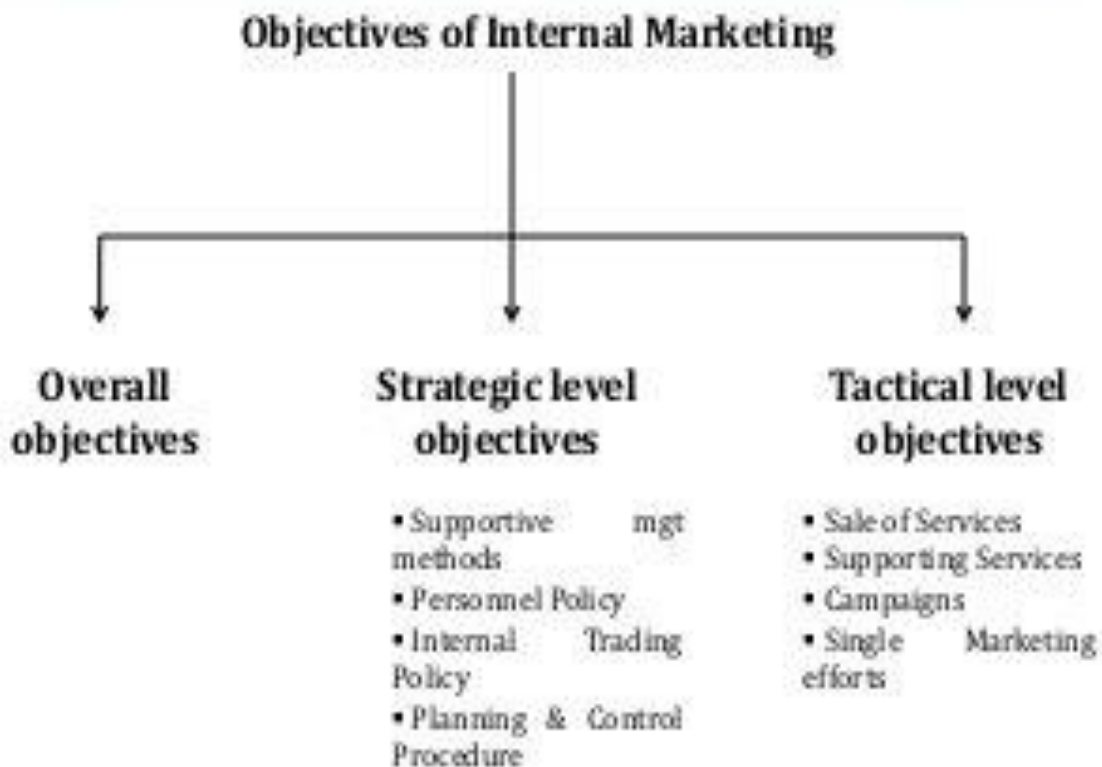 Objectives of Internal Marketing
Overall
objectives
Strategic level
objectives
▪ Supportive mgt
methods
▪ Personnel Policy
▪ Internal Trading
Policy
▪ Planning & Control
Procedure
Tactical level
objectives
▪ Sale of Services
▪ Supporting Services
▪ Campaigns
▪ Single Marketing
efforts